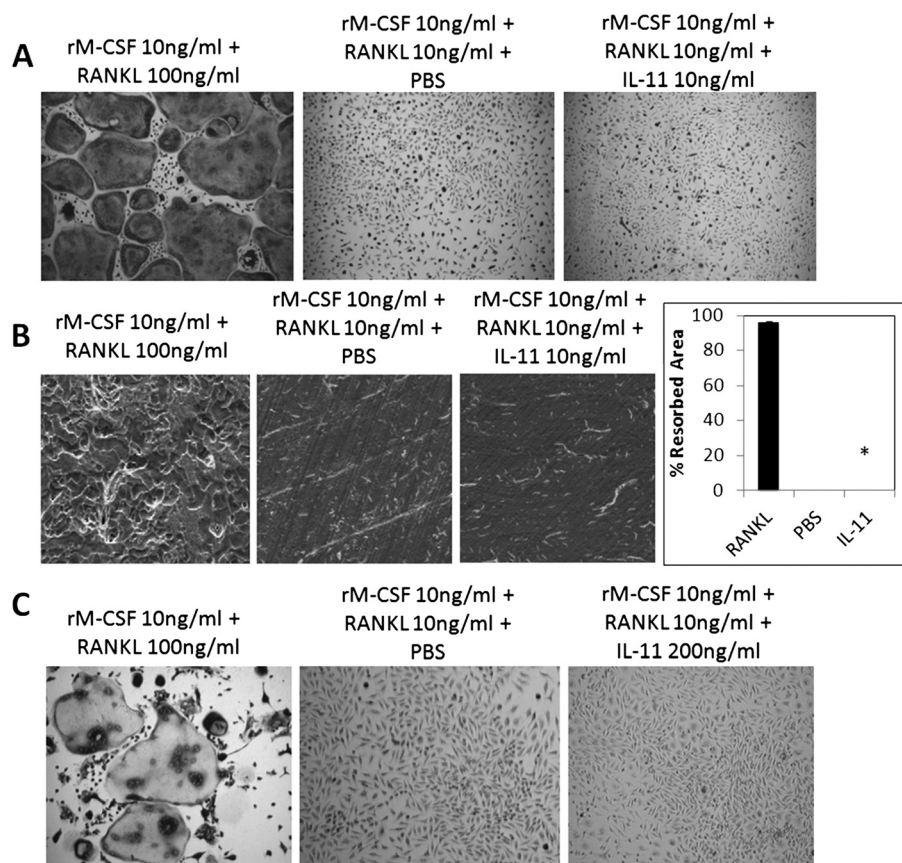 A
rM-CSF 10ng/ml +
RANKL 100ng/ml
rM-CSF 10ng/ml +
RANKL 10ng/ml +
PBS
rM-CSF 10ng/ml +
RANKL 10ng/ml +
IL-11 10ng/ml
B
rM-CSF 10ng/ml +
RANKL 100ng/ml
rM-CSF 10ng/ml +
RANKL 10ng/ml +
PBS
rM-CSF 10ng/ml +
RANKL 10ng/ml +
IL-11 10ng/ml
% Resorbed Area
100
80
60
40
20
0
*
RANKL
PBS
IL-11
C
rM-CSF 10ng/ml +
RANKL 100ng/ml
rM-CSF 10ng/ml +
RANKL 10ng/ml +
PBS
rM-CSF 10ng/ml +
RANKL 10ng/ml +
IL-11 200ng/ml